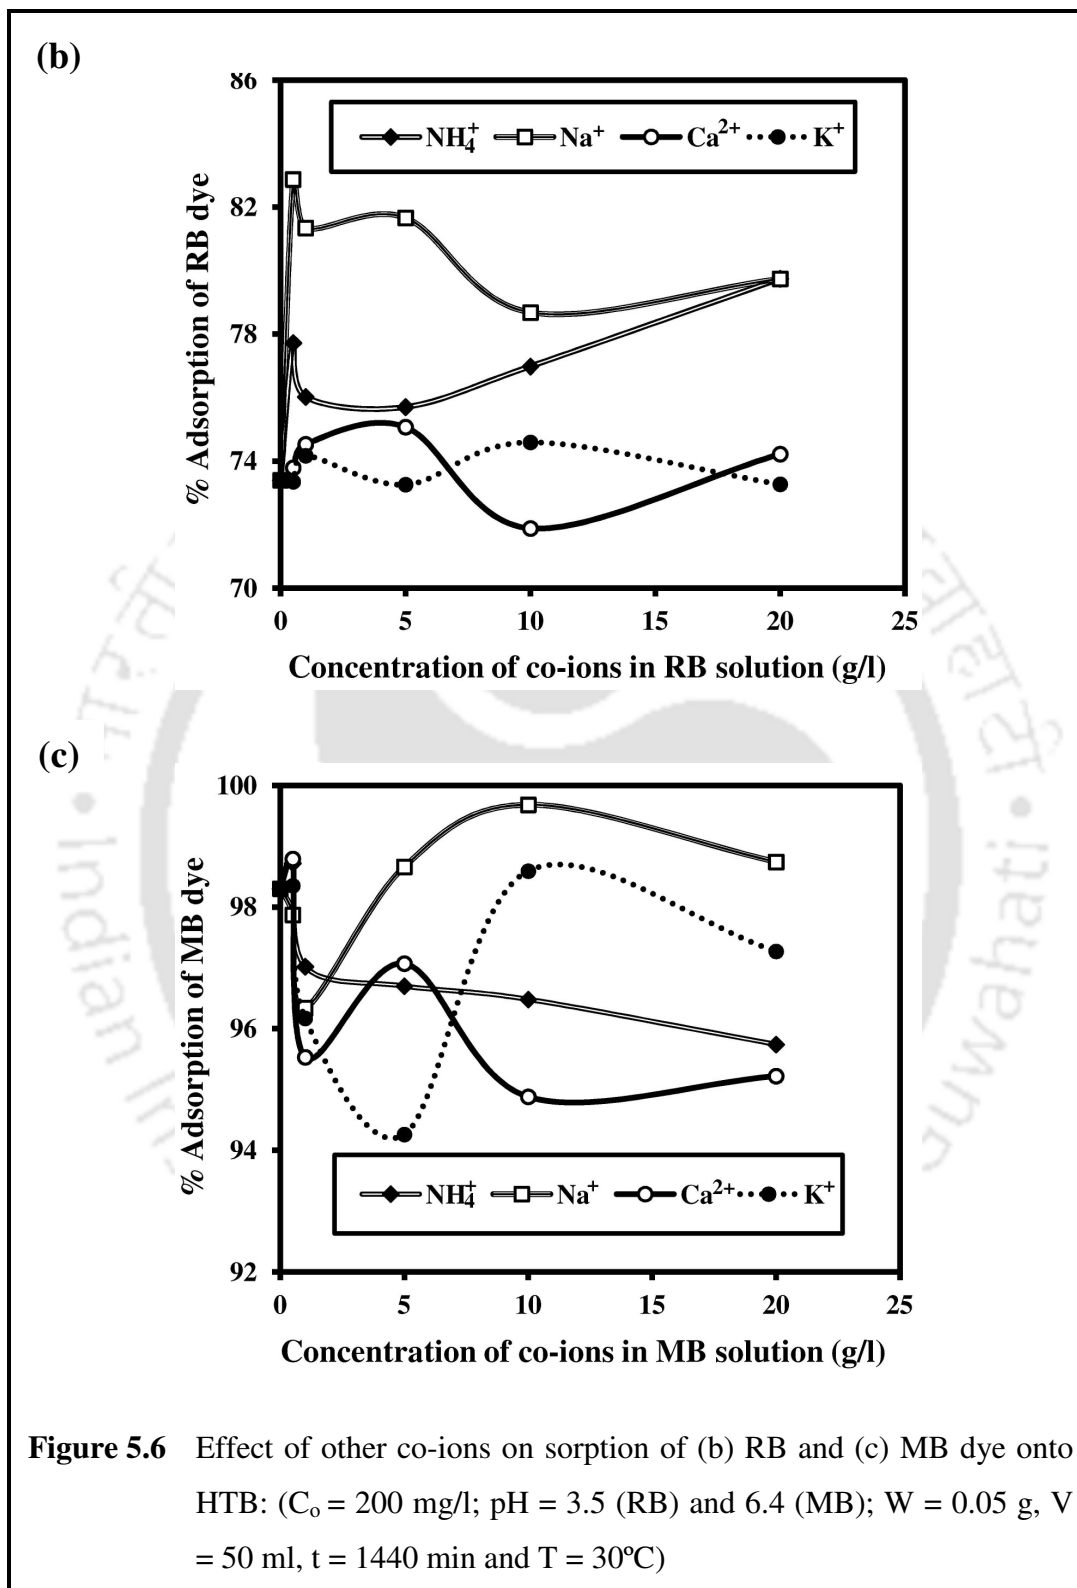 (b)
86
NH₄⁺ Na⁺ Ca²⁺ K⁺
82
78
74
70
% Adsorption of RB dye
0 5 10 15 20 25
Concentration of co-ions in RB solution (g/l)
(c)
100
98
96
94
92
% Adsorption of MB dye
NH₄⁺ Na⁺ Ca²⁺ K⁺
0 5 10 15 20 25
Concentration of co-ions in MB solution (g/l)
Figure 5.6 Effect of other co-ions on sorption of (b) RB and (c) MB dye onto
HTB: (Cₒ = 200 mg/l; pH = 3.5 (RB) and 6.4 (MB); W = 0.05 g, V
= 50 ml, t = 1440 min and T = 30ºC)
Indian
Guwahati